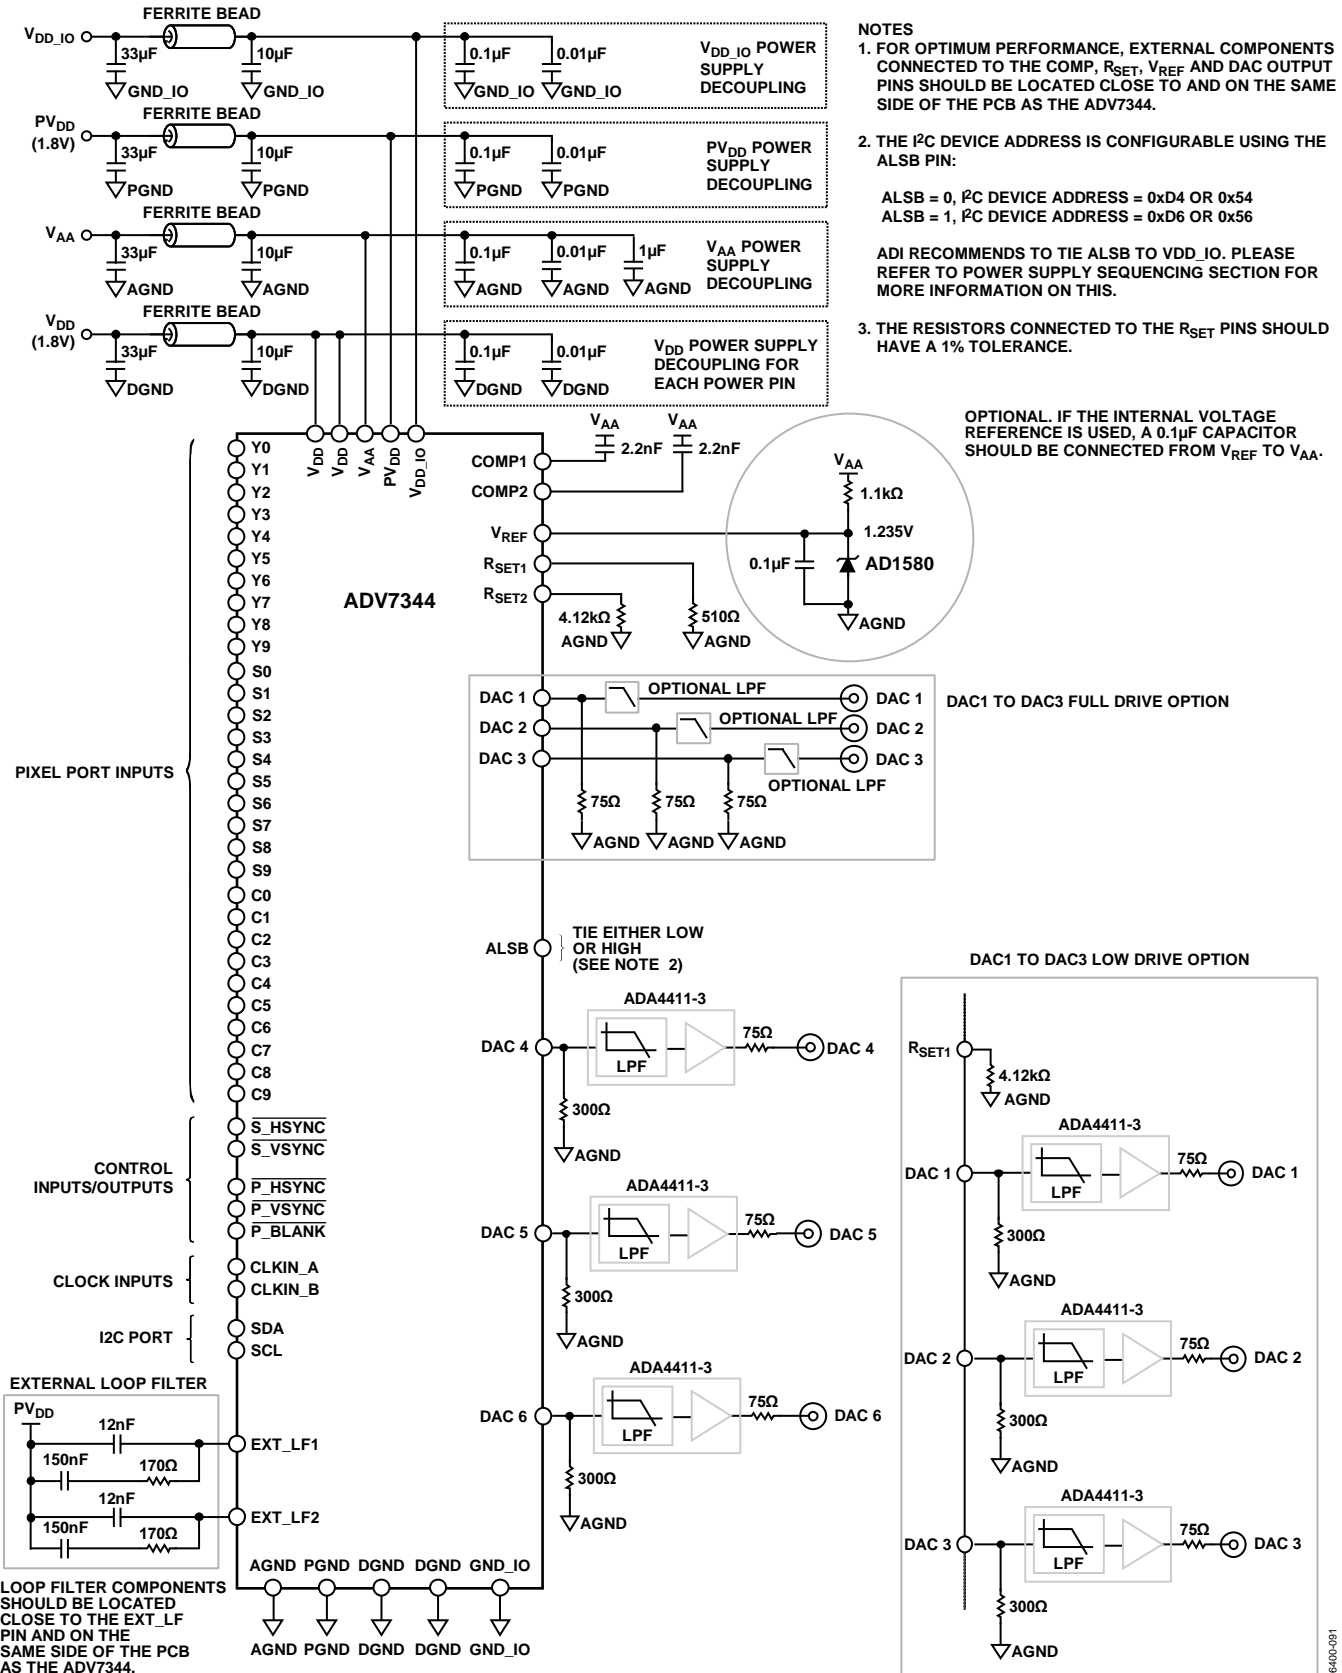 FERRITE BEAD
VDD_IO
33µF
10µF
0.1µF
0.01µF
GND_IO
GND_IO
GND_IO
GND_IO
VDD_IO POWER
SUPPLY
DECOUPLING
FERRITE BEAD
PVDD
(1.8V)
33µF
10µF
0.1µF
0.01µF
PGND
PGND
PGND
PGND
PVDD POWER
SUPPLY
DECOUPLING
FERRITE BEAD
VAA
33µF
10µF
0.1µF
0.01µF
1µF
AGND
AGND
AGND
AGND
AGND
VAA POWER
SUPPLY
DECOUPLING
FERRITE BEAD
VDD
(1.8V)
33µF
10µF
0.1µF
0.01µF
DGND
DGND
DGND
DGND
VDD POWER SUPPLY
DECOUPLING FOR
EACH POWER PIN
NOTES
1. FOR OPTIMUM PERFORMANCE, EXTERNAL COMPONENTS
CONNECTED TO THE COMP, RSET, VREF AND DAC OUTPUT
PINS SHOULD BE LOCATED CLOSE TO AND ON THE SAME
SIDE OF THE PCB AS THE ADV7344.
2. THE I2C DEVICE ADDRESS IS CONFIGURABLE USING THE
ALSB PIN:
ALSB = 0, I2C DEVICE ADDRESS = 0xD4 OR 0x54
ALSB = 1, I2C DEVICE ADDRESS = 0xD6 OR 0x56
ADI RECOMMENDS TO TIE ALSB TO VDD_IO. PLEASE
REFER TO POWER SUPPLY SEQUENCING SECTION FOR
MORE INFORMATION ON THIS.
3. THE RESISTORS CONNECTED TO THE RSET PINS SHOULD
HAVE A 1% TOLERANCE.
OPTIONAL. IF THE INTERNAL VOLTAGE
REFERENCE IS USED, A 0.1µF CAPACITOR
SHOULD BE CONNECTED FROM VREF TO VAA.
VDD
VDD
VAA
PVDD
VDD_IO
ADV7344
COMP1
COMP2
VREF
RSET1
RSET2
VAA
2.2nF
VAA
2.2nF
4.12kΩ
AGND
510Ω
AGND
VAA
1.1kΩ
1.235V
0.1µF
AD1580
AGND
PIXEL PORT INPUTS
Y0
Y1
Y2
Y3
Y4
Y5
Y6
Y7
Y8
Y9
S0
S1
S2
S3
S4
S5
S6
S7
S8
S9
C0
C1
C2
C3
C4
C5
C6
C7
C8
C9
CONTROL
INPUTS/OUTPUTS
S_HSYNC
S_VSYNC
P_HSYNC
P_VSYNC
P_BLANK
CLOCK INPUTS
CLKIN_A
CLKIN_B
I2C PORT
SDA
SCL
EXTERNAL LOOP FILTER
PVDD
12nF
150nF
170Ω
12nF
150nF
170Ω
EXT_LF1
EXT_LF2
LOOP FILTER COMPONENTS
SHOULD BE LOCATED
CLOSE TO THE EXT_LF
PIN AND ON THE
SAME SIDE OF THE PCB
AS THE ADV7344.
AGND PGND DGND DGND GND_IO
AGND PGND DGND DGND GND_IO
DAC 1
OPTIONAL LPF
DAC 1
DAC 2
OPTIONAL LPF
DAC 2
DAC 3
DAC 3
OPTIONAL LPF
75Ω
75Ω
75Ω
AGND
AGND
AGND
DAC1 TO DAC3 FULL DRIVE OPTION
ALSB
TIE EITHER LOW
OR HIGH
(SEE NOTE 2)
ADA4411-3
DAC 4
LPF
75Ω
DAC 4
300Ω
AGND
ADA4411-3
DAC 5
LPF
75Ω
DAC 5
300Ω
AGND
ADA4411-3
DAC 6
LPF
75Ω
DAC 6
300Ω
AGND
DAC1 TO DAC3 LOW DRIVE OPTION
RSET1
4.12kΩ
AGND
ADA4411-3
DAC 1
LPF
75Ω
DAC 1
300Ω
AGND
ADA4411-3
DAC 2
LPF
75Ω
DAC 2
300Ω
AGND
ADA4411-3
DAC 3
LPF
75Ω
DAC 3
300Ω
AGND
6400-091